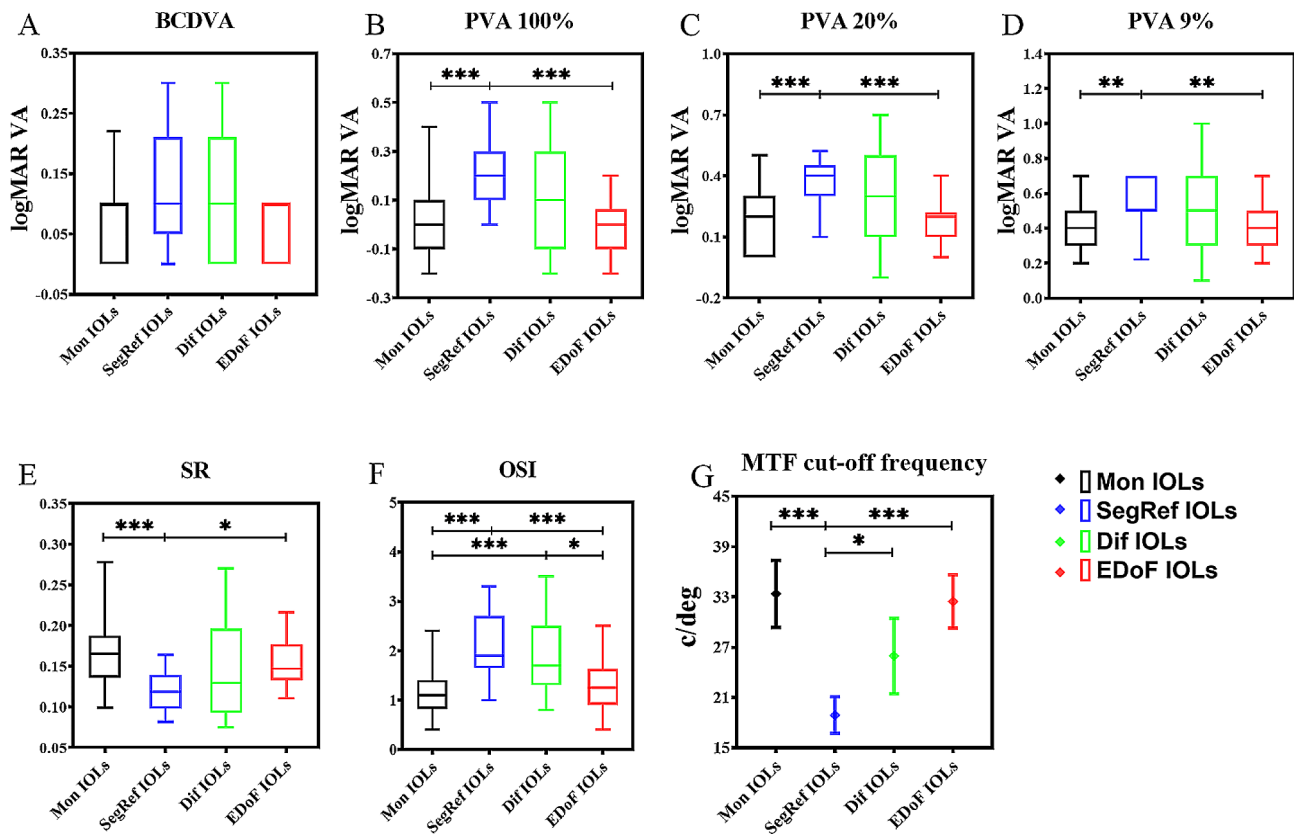 A
BCDVA
logMAR VA
0.35
0.25
0.15
0.05
-0.05
Mon IOLs
SegRef IOLs
Dif IOLs
EDoF IOLs
B
PVA 100%
logMAR VA
0.7
0.5
0.3
0.1
-0.1
-0.3
***
***
Mon IOLs
SegRef IOLs
Dif IOLs
EDoF IOLs
C
PVA 20%
logMAR VA
1.0
0.7
0.4
0.1
-0.2
***
***
Mon IOLs
SegRef IOLs
Dif IOLs
EDoF IOLs
D
PVA 9%
logMAR VA
1.4
1.2
1.0
0.8
0.6
0.4
0.2
0.0
**
**
Mon IOLs
SegRef IOLs
Dif IOLs
EDoF IOLs
E
SR
0.35
0.30
0.25
0.20
0.15
0.10
0.05
***
*
Mon IOLs
SegRef IOLs
Dif IOLs
EDoF IOLs
F
OSI
5
4
3
2
1
0
***
***
***
*
Mon IOLs
SegRef IOLs
Dif IOLs
EDoF IOLs
G
MTF cut-off frequency
c/deg
45
39
33
27
21
15
***
***
*
Mon IOLs
SegRef IOLs
Dif IOLs
EDoF IOLs
Mon IOLs
SegRef IOLs
Dif IOLs
EDoF IOLs